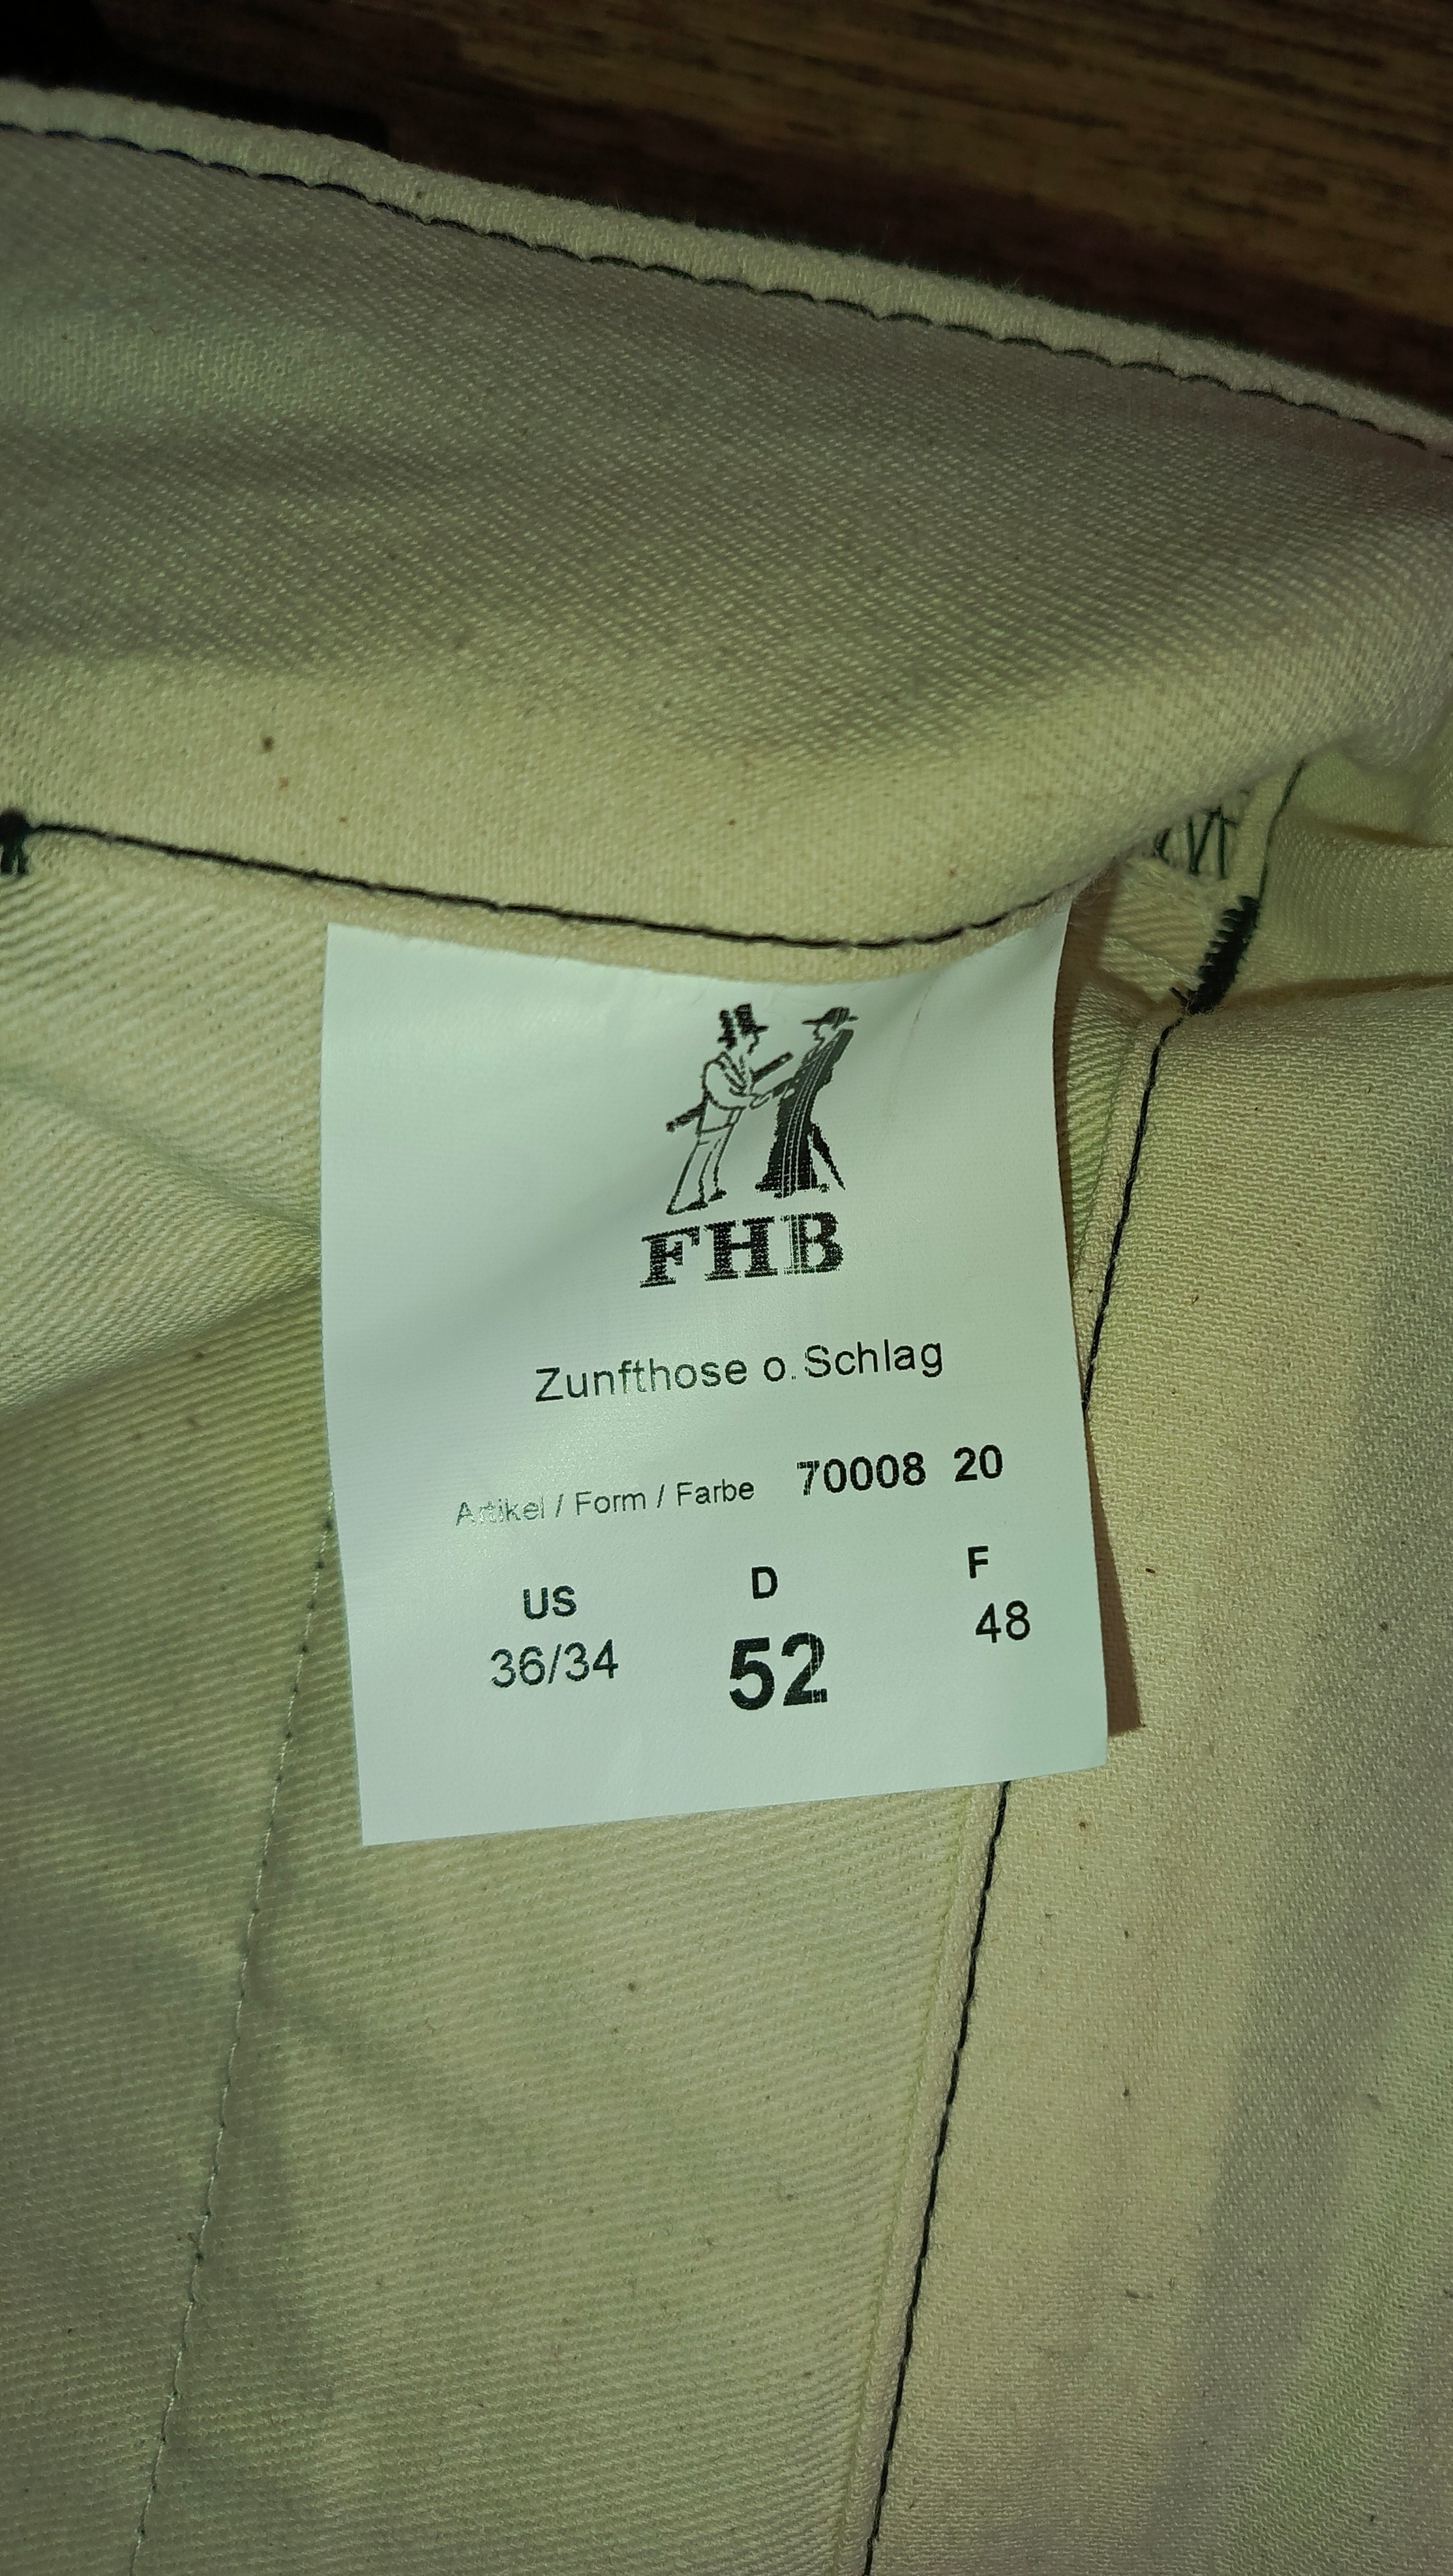 FHB
Zunfthose o. Schlag
Artikel / Form / Farbe 70008 20
US D F
36/34 52 48